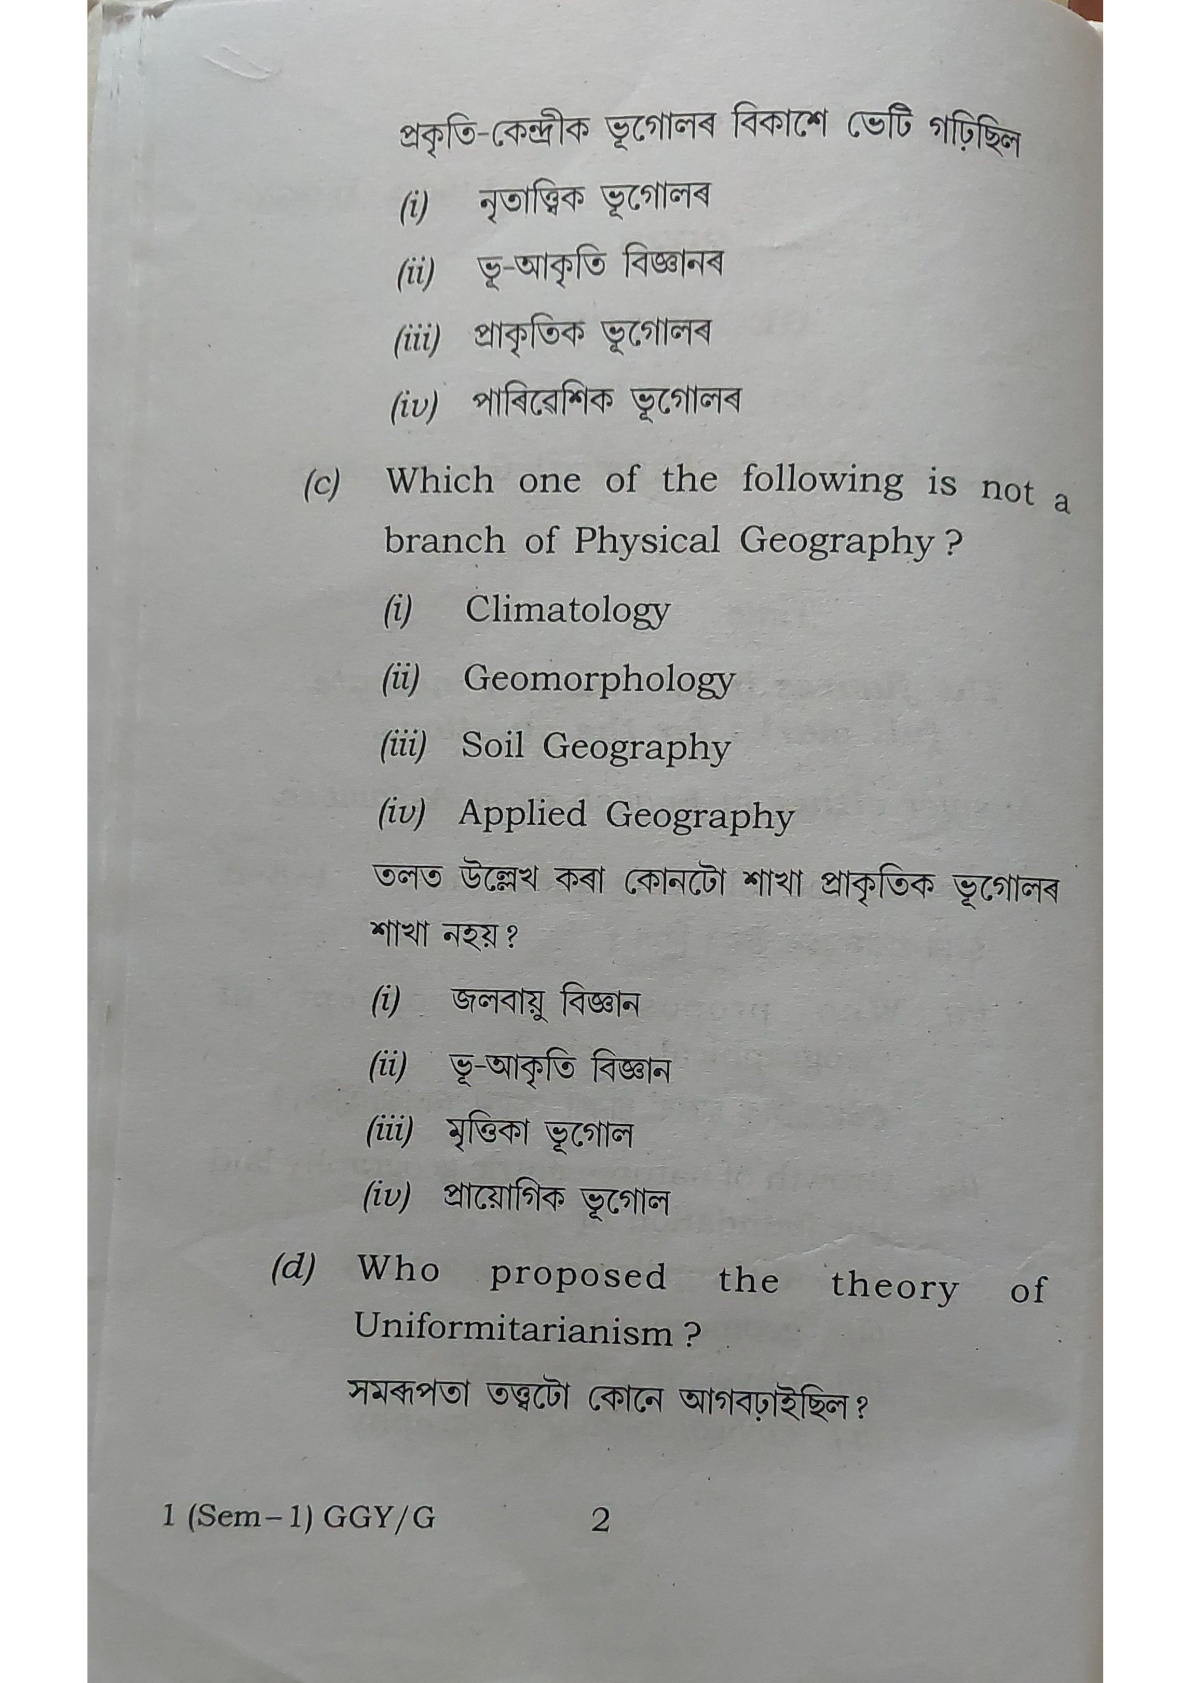 প্ৰকৃতি-কেন্দ্ৰীক ভূগোলৰ বিকাশে ভেটি গঢ়িছিল
(i) নৃতাত্ত্বিক ভূগোলৰ
(ii) ভূ-আকৃতি বিজ্ঞানৰ
(iii) প্ৰাকৃতিক ভূগোলৰ
(iv) পাৰিৱেশিক ভূগোলৰ
(c) Which one of the following is not a
branch of Physical Geography ?
(i) Climatology
(ii) Geomorphology
(iii) Soil Geography
(iv) Applied Geography
তলত উল্লেখ কৰা কোনটো শাখা প্ৰাকৃতিক ভূগোলৰ
শাখা নহয় ?
(i) জলবায়ু বিজ্ঞান
(ii) ভূ-আকৃতি বিজ্ঞান
(iii) মৃত্তিকা ভূগোল
(iv) প্ৰায়োগিক ভূগোল
(d) Who proposed the theory of
Uniformitarianism ?
সমৰূপতা তত্ত্বটো কোনে আগবঢ়াইছিল ?
1 (Sem–1) GGY/G 2